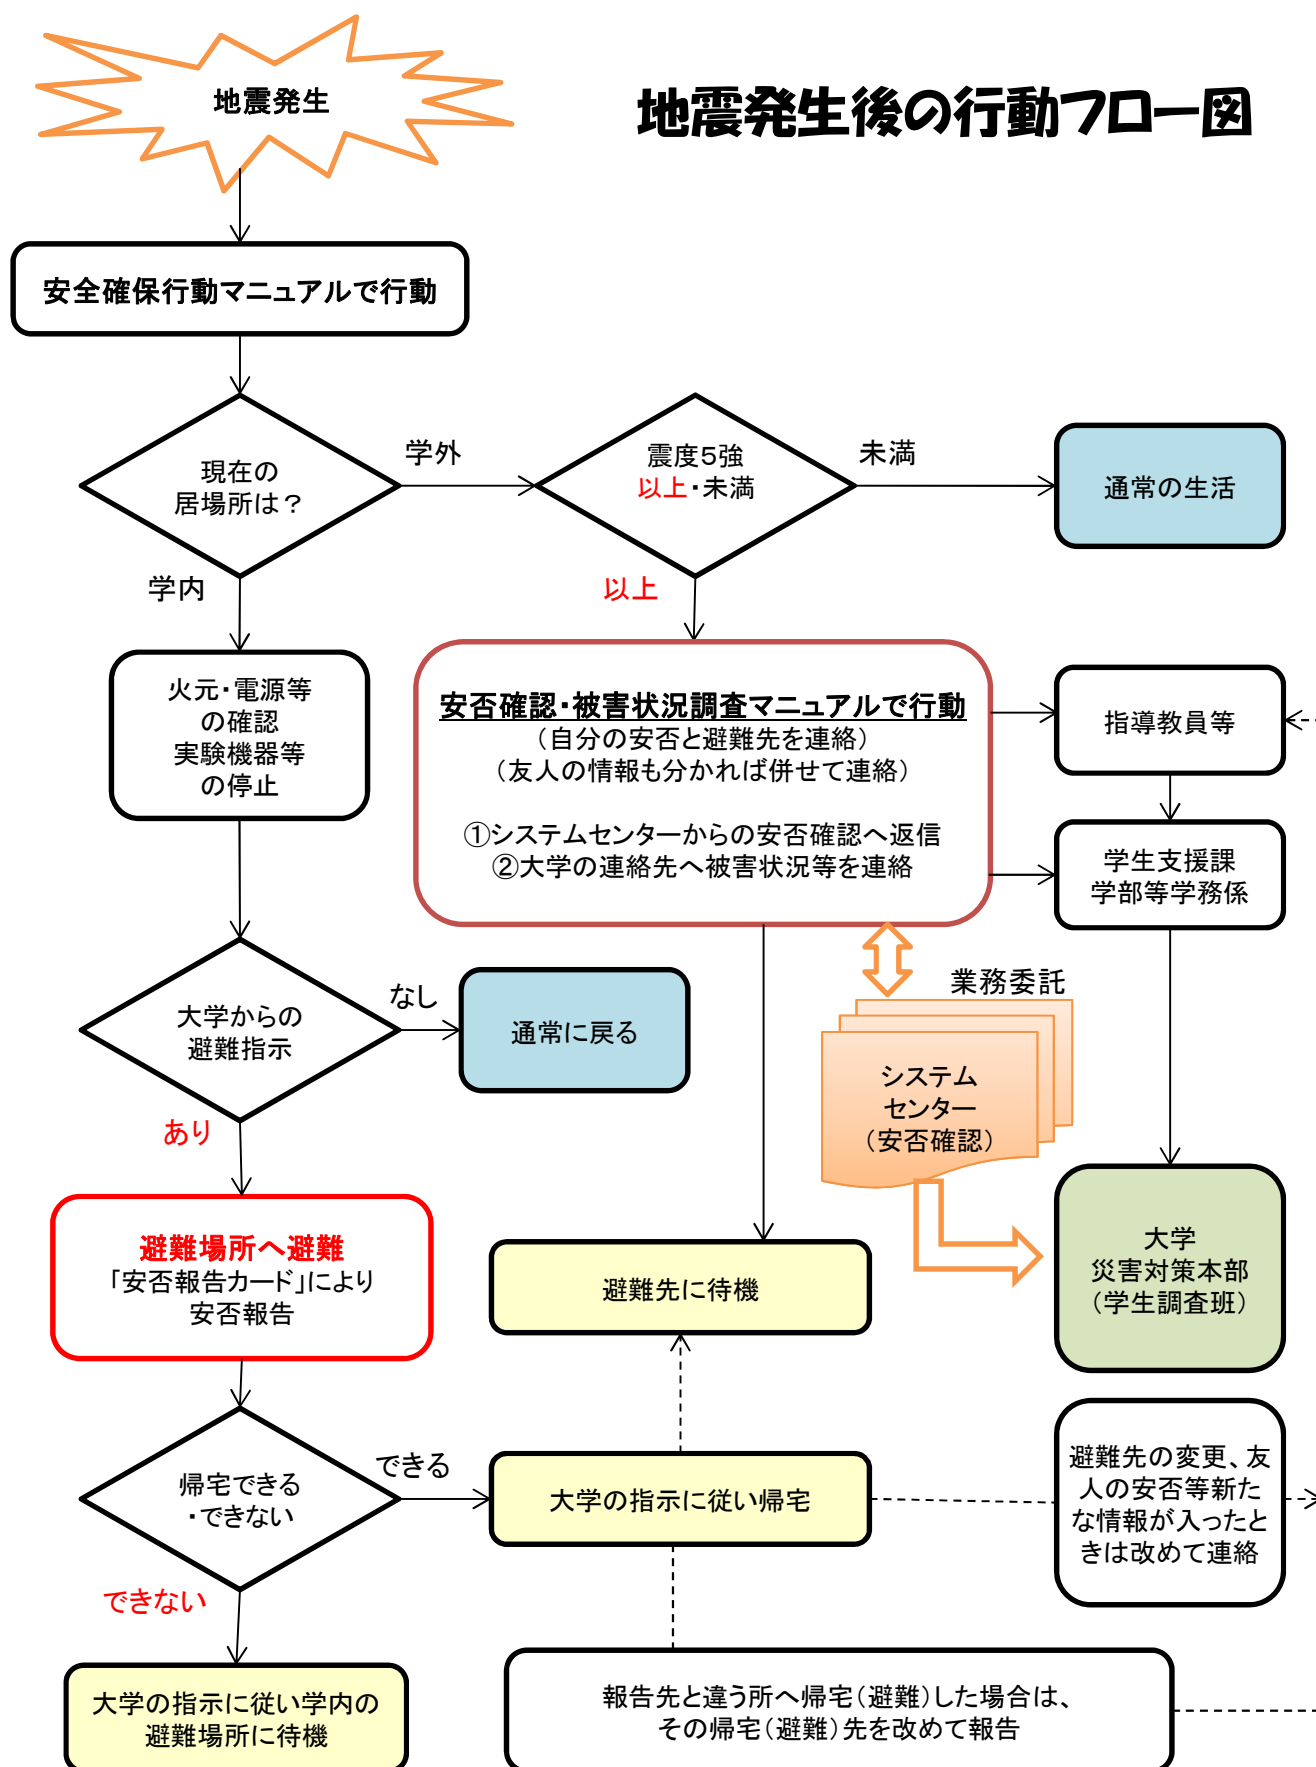 地震発生
地震発生後の行動フロー図
安全確保行動マニュアルで行動
現在の
居場所は？
学外
震度５強
以上・未満
未満
通常の生活
学内
以上
火元・電源等
の確認
実験機器等
の停止
安否確認・被害状況調査マニュアルで行動
（自分の安否と避難先を連絡）
（友人の情報も分かれば併せて連絡）
①システムセンターからの安否確認へ返信
②大学の連絡先へ被害状況等を連絡
指導教員等
学生支援課
学部等学務係
大学からの
避難指示
なし
通常に戻る
業務委託
システム
センター
（安否確認）
あり
避難場所へ避難
「安否報告カード」により
安否報告
避難先に待機
大学
災害対策本部
（学生調査班）
帰宅できる
・できない
できる
大学の指示に従い帰宅
避難先の変更、友
人の安否等新た
な情報が入ったと
きは改めて連絡
できない
大学の指示に従い学内の
避難場所に待機
報告先と違う所へ帰宅（避難）した場合は、
その帰宅（避難）先を改めて報告